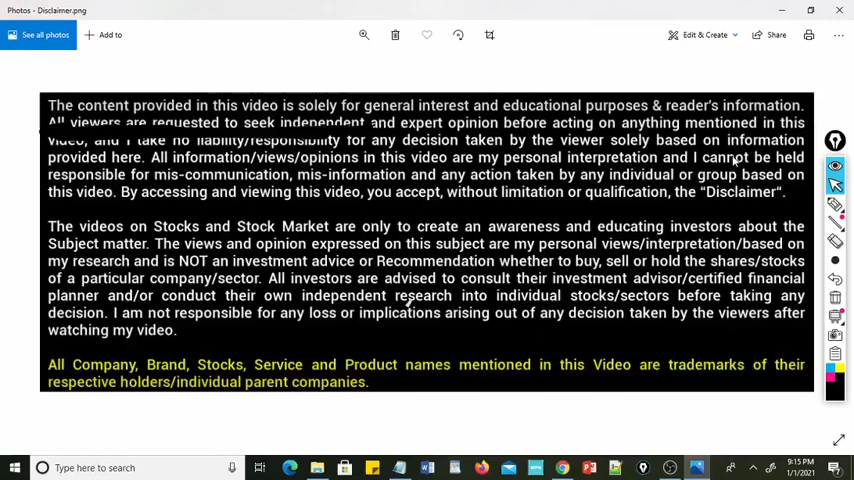 Photos - Disclaimer.png
See all photos
Add to
Edit & Create
Share
The content provided in this video is solely for general interest and educational purposes & reader's information.
All viewers are requested to seek independent and expert opinion before acting on anything mentioned in this
video, and I take no liability/responsibility for any decision taken by the viewer solely based on information
provided here. All information/views/opinions in this video are my personal interpretation and I cannot be held
responsible for mis-communication, mis-information and any action taken by any individual or group based on
this video. By accessing and viewing this video, you accept, without limitation or qualification, the “Disclaimer“.
The videos on Stocks and Stock Market are only to create an awareness and educating investors about the
Subject matter. The views and opinion expressed on this subject are my personal views/interpretation/based on
my research and is NOT an investment advice or Recommendation whether to buy, sell or hold the shares/stocks
of a particular company/sector. All investors are advised to consult their investment advisor/certified financial
planner and/or conduct their own independent research into individual stocks/sectors before taking any
decision. I am not responsible for any loss or implications arising out of any decision taken by the viewers after
watching my video.
All Company, Brand, Stocks, Service and Product names mentioned in this Video are trademarks of their
respective holders/individual parent companies.
Type here to search
9:15 PM
1/1/2021